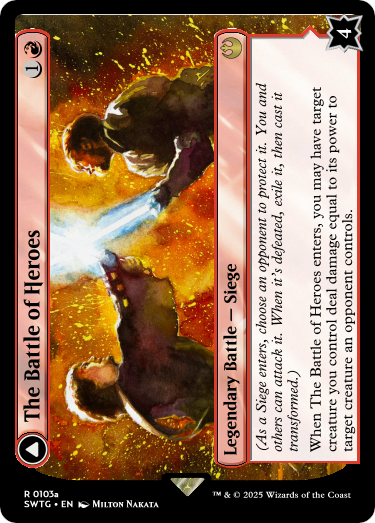 The Battle of Heroes
1
Legendary Battle — Siege
4
(As a Siege enters, choose an opponent to protect it. You and
others can attack it. When it's defeated, exile it, then cast it
transformed.)
When The Battle of Heroes enters, you may have target
creature you control deal damage equal to its power to
target creature an opponent controls.
R 0103a
SWTG • EN Milton Nakata
™ & © 2025 Wizards of the Coast